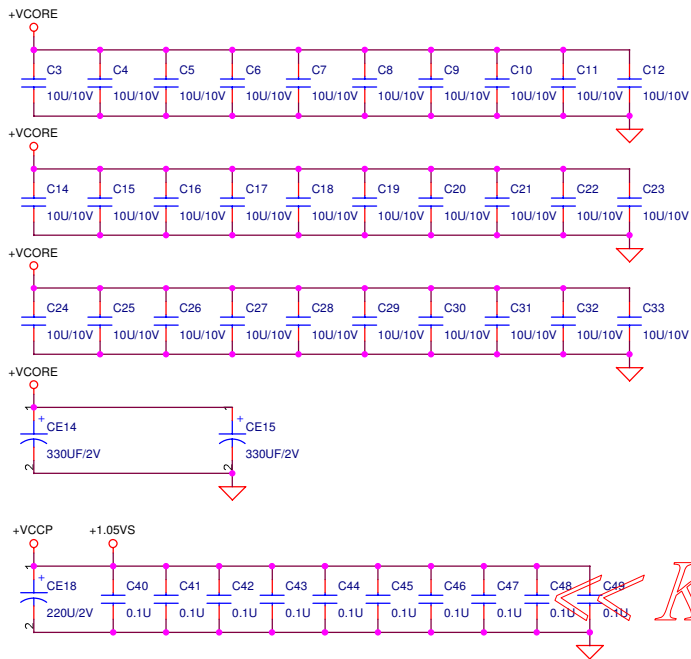 +VCORE
C3 C4 C5 C6 C7 C8 C9 C10 C11 C12
10U/10V 10U/10V 10U/10V 10U/10V 10U/10V 10U/10V 10U/10V 10U/10V 10U/10V 10U/10V
+VCORE
C14 C15 C16 C17 C18 C19 C20 C21 C22 C23
10U/10V 10U/10V 10U/10V 10U/10V 10U/10V 10U/10V 10U/10V 10U/10V 10U/10V 10U/10V
+VCORE
C24 C25 C26 C27 C28 C29 C30 C31 C32 C33
10U/10V 10U/10V 10U/10V 10U/10V 10U/10V 10U/10V 10U/10V 10U/10V 10U/10V 10U/10V
+VCORE
1 1
+ CE14 + CE15
330UF/2V 330UF/2V
2 2
+VCCP +1.05VS
1
+ CE18 C40 C41 C42 C43 C44 C45 C46 C47 C48 C49
220U/2V 0.1U 0.1U 0.1U 0.1U 0.1U 0.1U 0.1U 0.1U 0.1U 0.1U
2
<< K